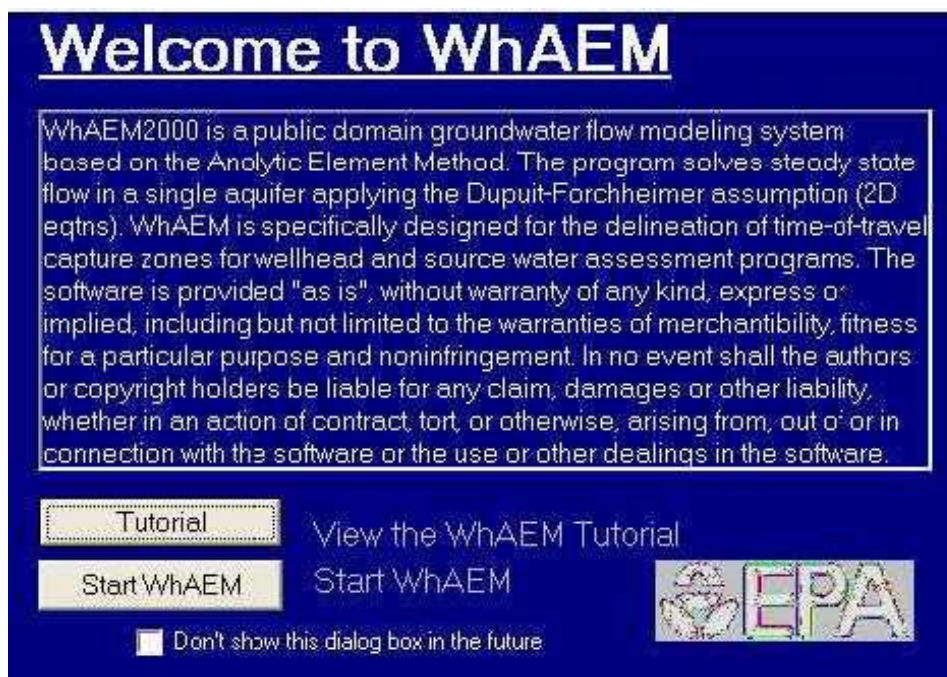 Welcome to WhAEM
WhAEM2000 is a public domain groundwater flow modeling system
based on the Analytic Element Method. The program solves steady state
flow in a single aquifer applying the Dupuit-Forchheimer assumption (2D
eqtns). WhAEM is specifically designed for the delineation of time-of-travel
capture zones for wellhead and source water assessment programs. The
software is provided "as is", without warranty of any kind, express or
implied, including but not limited to the warranties of merchantibility, fitness
for a particular purpose and noninfringement. In no event shall the authors
or copyright holders be liable for any claim, damages or other liability,
whether in an action of contract, tort, or otherwise, arising from, out of or in
connection with the software or the use or other dealings in the software.
Tutorial
View the WhAEM Tutorial
Start WhAEM
Start WhAEM
EPA
Don't show this dialog box in the future